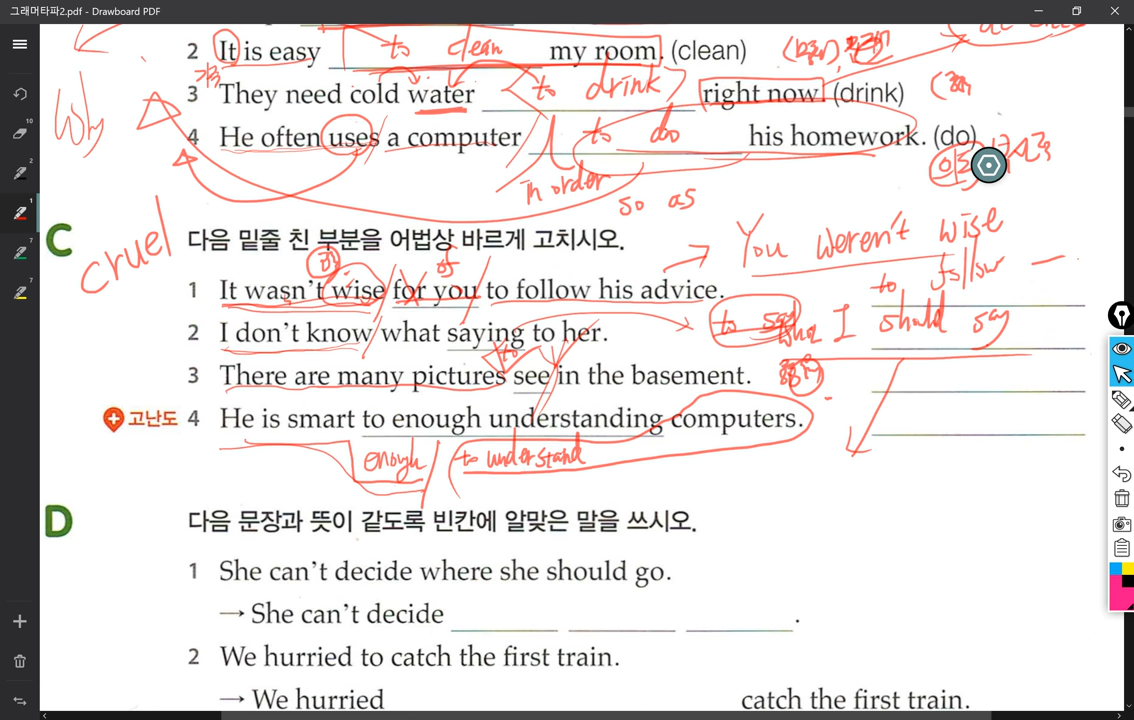 그래머타파2.pdf - Drawboard PDF
2 It is easy to clean my room. (clean)
3 They need cold water to drink right now. (drink)
4 He often uses a computer to do his homework. (do)
Why
in order
so as
cruel
C 다음 밑줄 친 부분을 어법상 바르게 고치시오.
You weren't wise
to follow
of
1 It wasn't wise for you to follow his advice.
what I should say
2 I don't know what saying to her.
to
3 There are many pictures see in the basement.
고난도 4 He is smart to enough understanding computers.
enough to understand
D 다음 문장과 뜻이 같도록 빈칸에 알맞은 말을 쓰시오.
1 She can't decide where she should go.
→ She can't decide .
2 We hurried to catch the first train.
→ We hurried catch the first train.